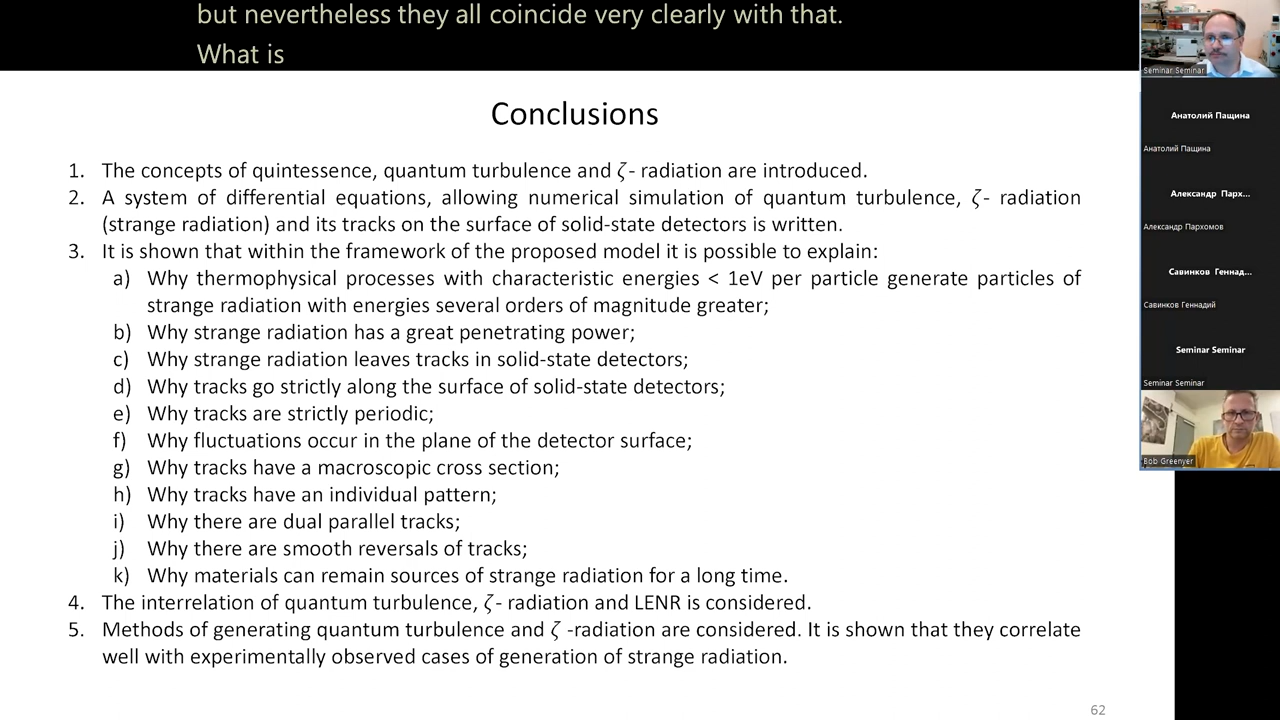 but nevertheless they all coincide very clearly with that.
What is
Conclusions
1. The concepts of quintessence, quantum turbulence and ζ - radiation are introduced.
2. A system of differential equations, allowing numerical simulation of quantum turbulence, ζ - radiation
(strange radiation) and its tracks on the surface of solid-state detectors is written.
3. It is shown that within the framework of the proposed model it is possible to explain:
a) Why thermophysical processes with characteristic energies < 1eV per particle generate particles of
strange radiation with energies several orders of magnitude greater;
b) Why strange radiation has a great penetrating power;
c) Why strange radiation leaves tracks in solid-state detectors;
d) Why tracks go strictly along the surface of solid-state detectors;
e) Why tracks are strictly periodic;
f) Why fluctuations occur in the plane of the detector surface;
g) Why tracks have a macroscopic cross section;
h) Why tracks have an individual pattern;
i) Why there are dual parallel tracks;
j) Why there are smooth reversals of tracks;
k) Why materials can remain sources of strange radiation for a long time.
4. The interrelation of quantum turbulence, ζ - radiation and LENR is considered.
5. Methods of generating quantum turbulence and ζ -radiation are considered. It is shown that they correlate
well with experimentally observed cases of generation of strange radiation.
62
Seminar Seminar
Анатолий Пащина
Анатолий Пащина
Александр Парх...
Александр Пархомов
Савинков Геннад...
Савинков Геннадий
Seminar Seminar
Seminar Seminar
Bob Greenyer